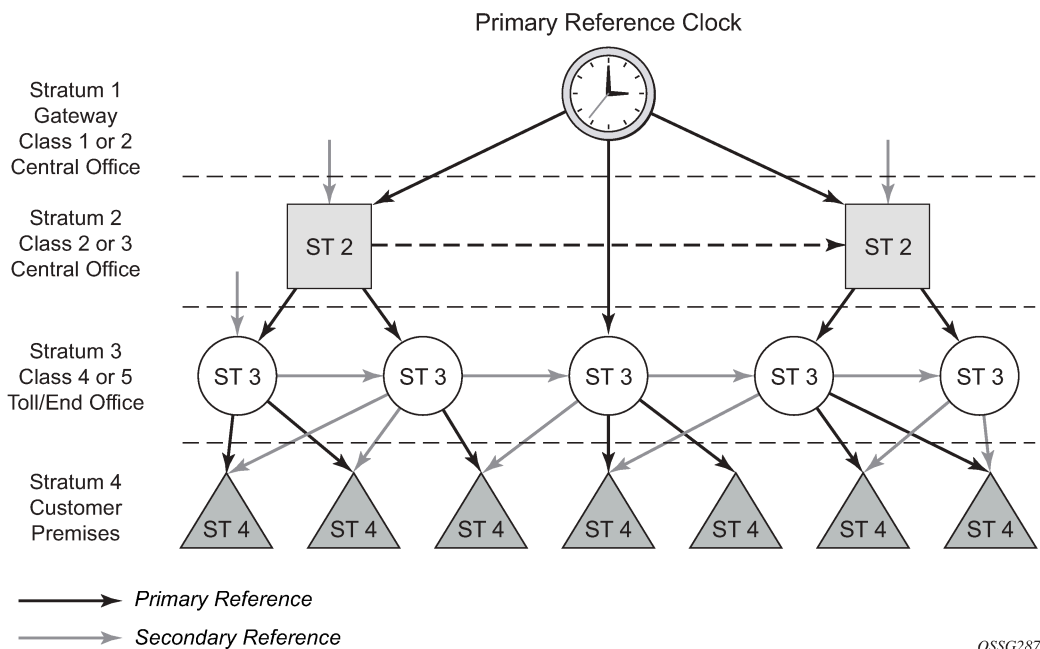 Primary Reference Clock
Stratum 1
Gateway
Class 1 or 2
Central Office
Stratum 2
Class 2 or 3
Central Office
ST 2
ST 2
Stratum 3
Class 4 or 5
Toll/End Office
ST 3
ST 3
ST 3
ST 3
ST 3
Stratum 4
Customer
Premises
ST 4
ST 4
ST 4
ST 4
ST 4
ST 4
ST 4
Primary Reference
Secondary Reference
OSSG287